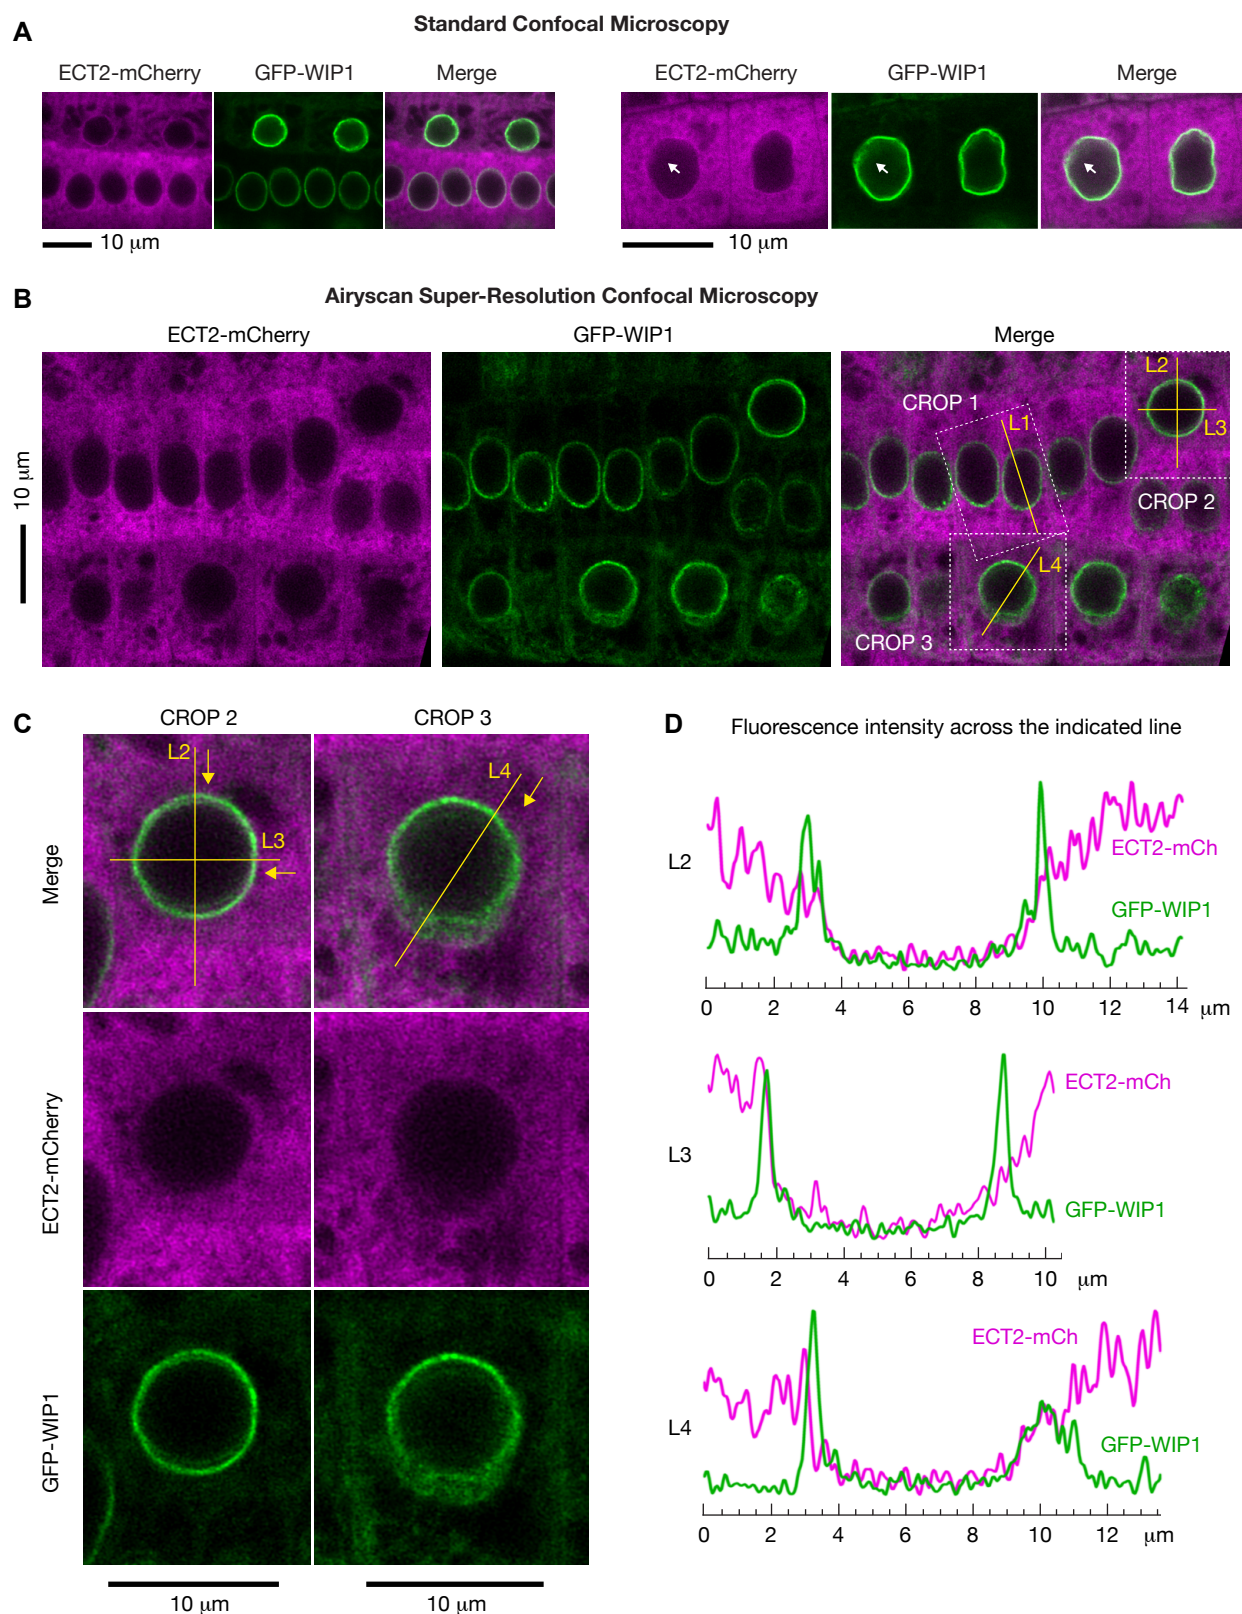 A
Standard Confocal Microscopy
ECT2-mCherry GFP-WIP1 Merge
ECT2-mCherry GFP-WIP1 Merge
10 μm
10 μm
B
Airyscan Super-Resolution Confocal Microscopy
ECT2-mCherry GFP-WIP1 Merge
10 μm
L2
CROP 1
L1
L3
CROP 2
L4
CROP 3
C
CROP 2 CROP 3
Merge
L2
L3
L4
ECT2-mCherry
GFP-WIP1
10 μm 10 μm
D
Fluorescence intensity across the indicated line
L2
ECT2-mCh
GFP-WIP1
0 2 4 6 8 10 12 14 μm
L3
ECT2-mCh
GFP-WIP1
0 2 4 6 8 10 μm
L4
ECT2-mCh
GFP-WIP1
0 2 4 6 8 10 12 μm